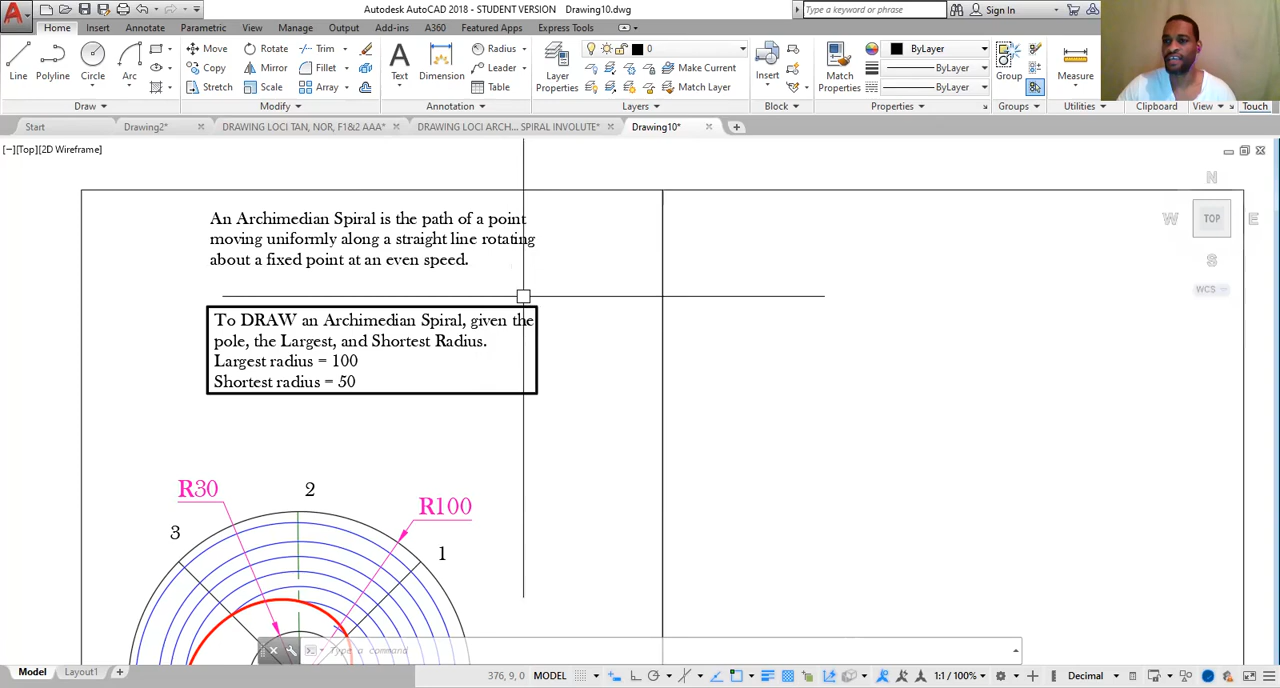 Autodesk AutoCAD 2018 - STUDENT VERSION Drawing10.dwg
Type a keyword or phrase
Sign In
Home Insert Annotate Parametric View Manage Output Add-ins A360 Featured Apps Express Tools
Line Polyline Circle Arc
Move Rotate Trim
Copy Mirror Fillet
Stretch Scale Array
Text Dimension
Radius
Leader
Table
Layer Properties
0
Make Current
Match Layer
Insert
Match Properties
ByLayer
ByLayer
ByLayer
Group
Measure
Draw Modify Annotation Layers Block Properties Groups Utilities Clipboard View Touch
Start Drawing2* DRAWING LOCI TAN, NOR, F1&2 AAA* DRAWING LOCI ARCH... SPIRAL INVOLUTE* Drawing10*
[−][Top][2D Wireframe]
N
W TOP E
S
WCS
An Archimedian Spiral is the path of a point
moving uniformly along a straight line rotating
about a fixed point at an even speed.
To DRAW an Archimedian Spiral, given the
pole, the Largest, and Shortest Radius.
Largest radius = 100
Shortest radius = 50
R30
2
R100
3
1
Type a command
Model Layout1
376, 9, 0 MODEL
1:1 / 100%
Decimal